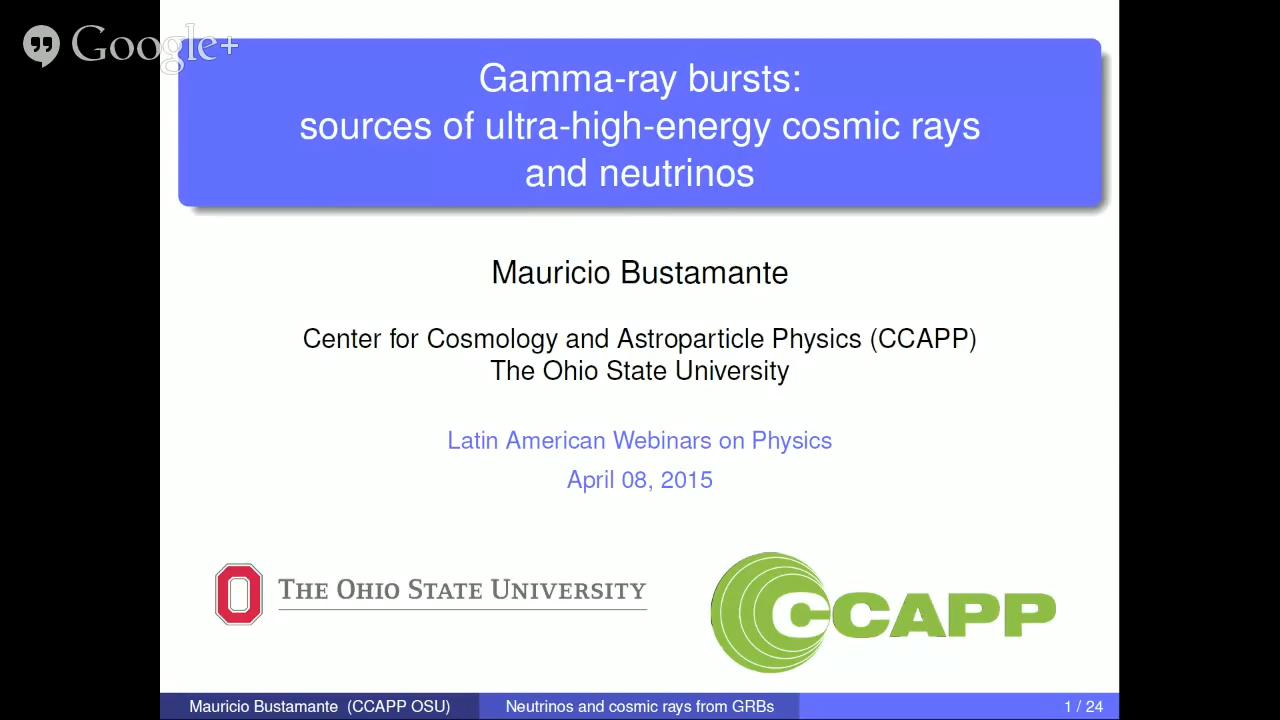 Google+
Gamma-ray bursts:
sources of ultra-high-energy cosmic rays
and neutrinos
Mauricio Bustamante
Center for Cosmology and Astroparticle Physics (CCAPP)
The Ohio State University
Latin American Webinars on Physics
April 08, 2015
THE OHIO STATE UNIVERSITY
CCAPP
Mauricio Bustamante (CCAPP OSU) Neutrinos and cosmic rays from GRBs 1 / 24